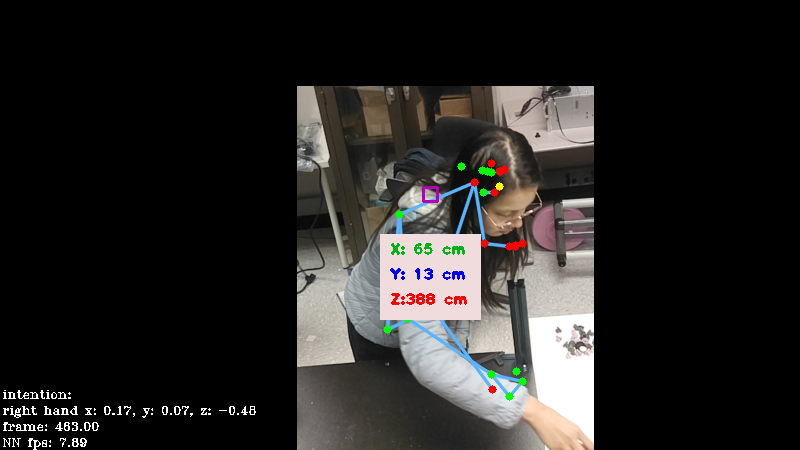 X: 65 cm
Y: 13 cm
Z:388 cm
intention:
right hand x: 0.17, y: 0.07, z: -0.48
frame: 463.00
NN fps: 7.89